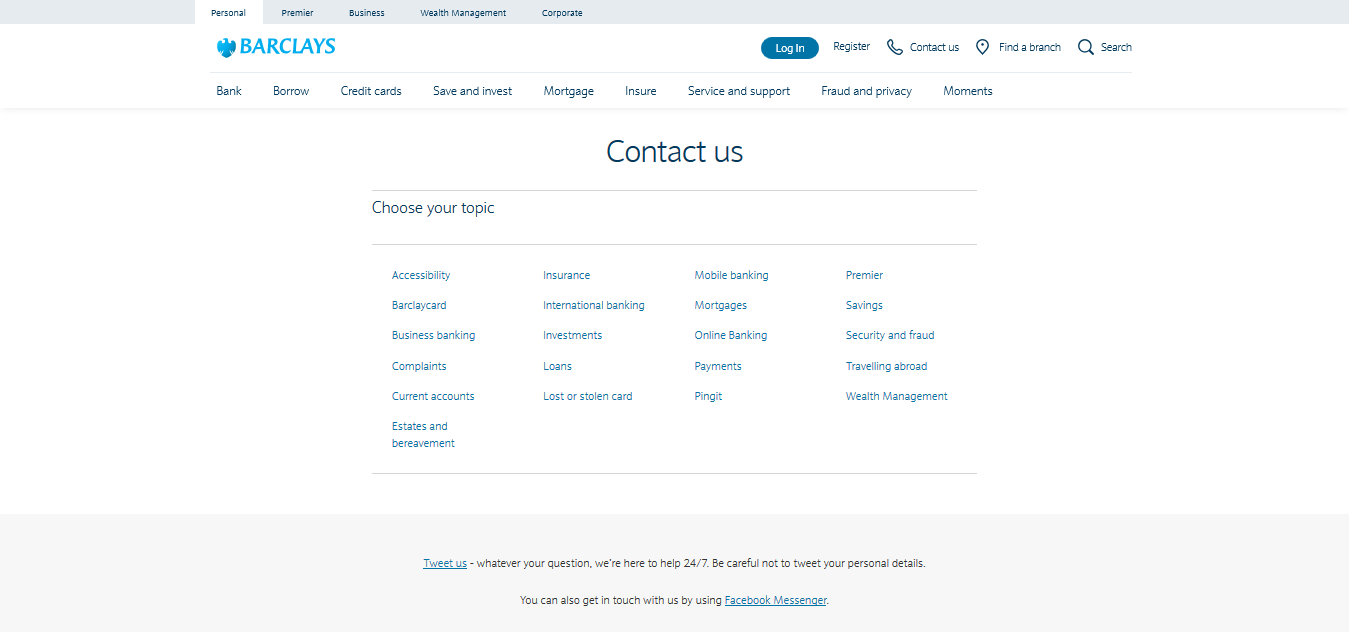 Personal Premier Business Wealth Management Corporate
BARCLAYS
Log In Register Contact us Find a branch Search
Bank Borrow Credit cards Save and invest Mortgage Insure Service and support Fraud and privacy Moments
Contact us
Choose your topic
Accessibility Insurance Mobile banking Premier
Barclaycard International banking Mortgages Savings
Business banking Investments Online Banking Security and fraud
Complaints Loans Payments Travelling abroad
Current accounts Lost or stolen card Pingit Wealth Management
Estates and
bereavement
Tweet us - whatever your question, we're here to help 24/7. Be careful not to tweet your personal details.
You can also get in touch with us by using Facebook Messenger.